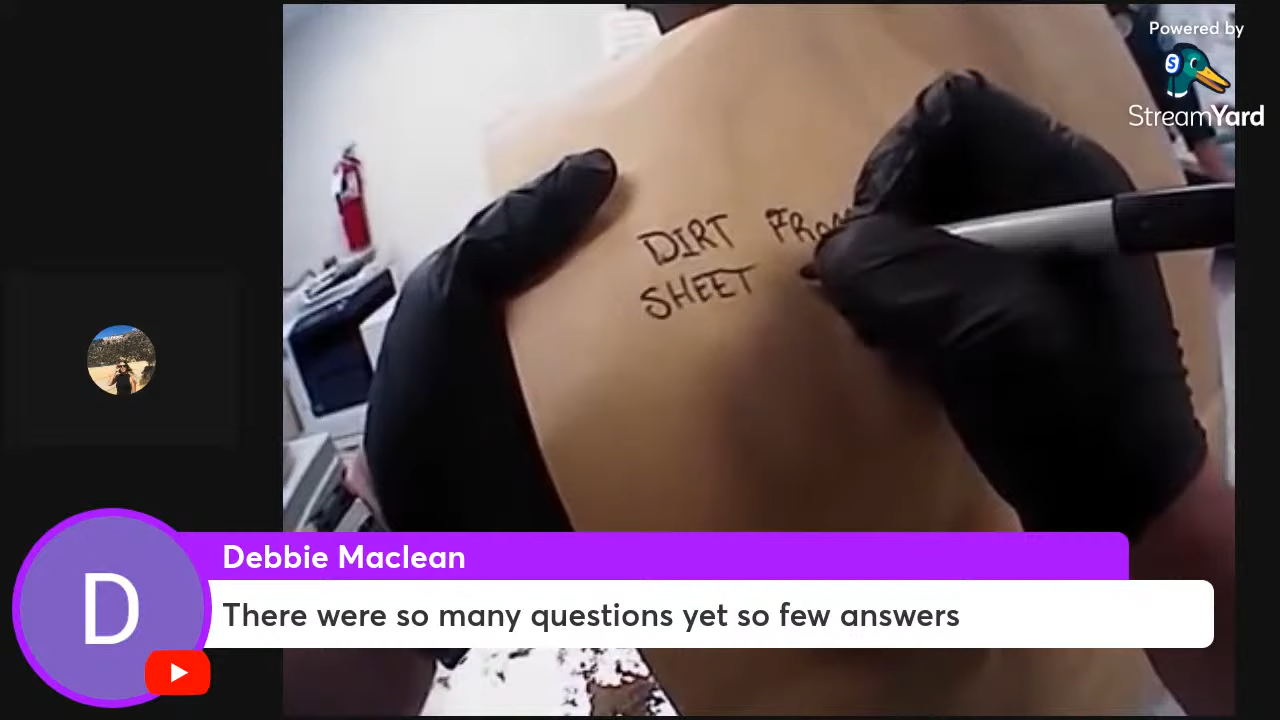 Powered by
S
StreamYard
DIRT
SHEET
Debbie Maclean
D
There were so many questions yet so few answers